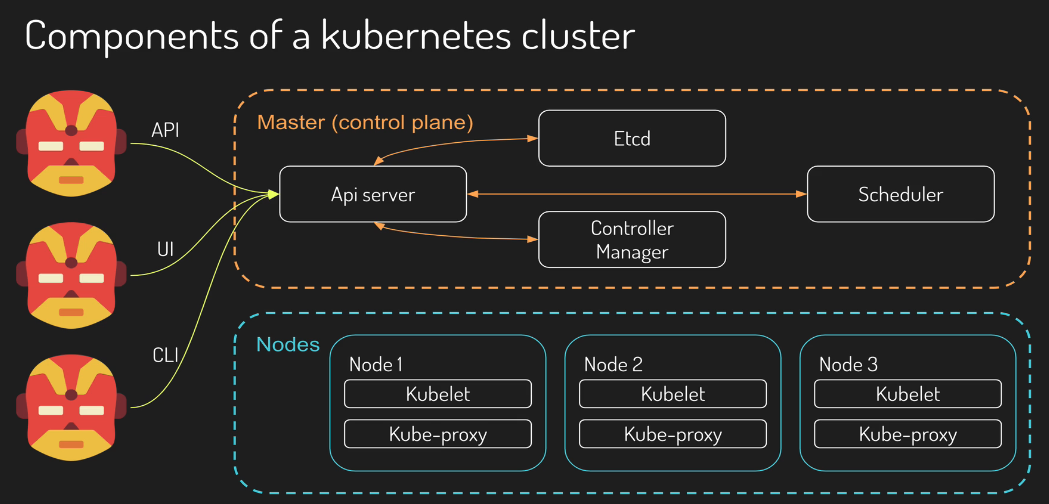 Components of a kubernetes cluster
API
UI
CLI
Master (control plane)
Etcd
Api server
Scheduler
Controller
Manager
Nodes
Node 1
Kubelet
Kube-proxy
Node 2
Kubelet
Kube-proxy
Node 3
Kubelet
Kube-proxy